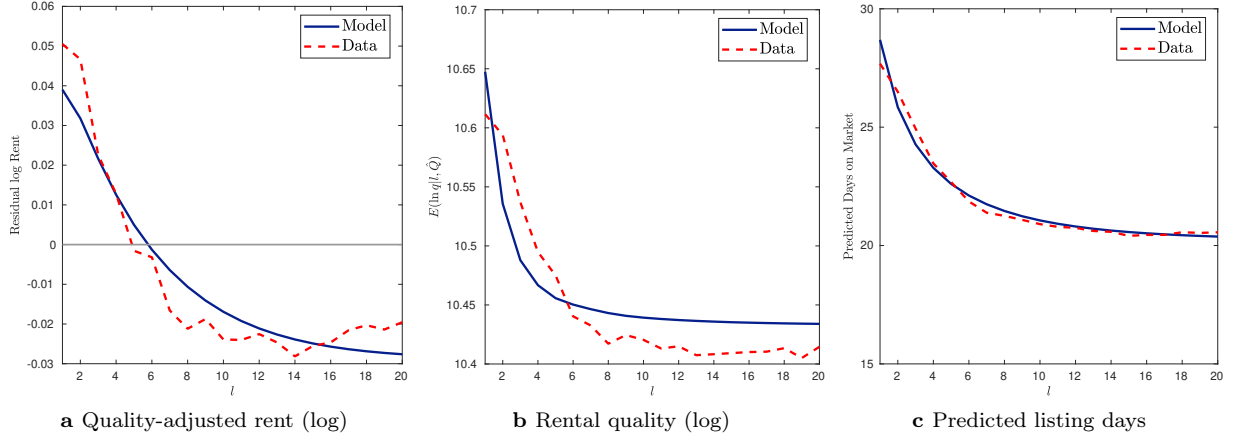 Residual log Rent
0.06
0.05
0.04
0.03
0.02
0.01
0
-0.01
-0.02
-0.03
2 4 6 8 10 12 14 16 18 20
l
Model
Data
a Quality-adjusted rent (log)
E(ln q|l, Q̂)
10.7
10.65
10.6
10.55
10.5
10.45
10.4
2 4 6 8 10 12 14 16 18 20
l
Model
Data
b Rental quality (log)
Predicted Days on Market
30
25
20
15
2 4 6 8 10 12 14 16 18 20
l
Model
Data
c Predicted listing days